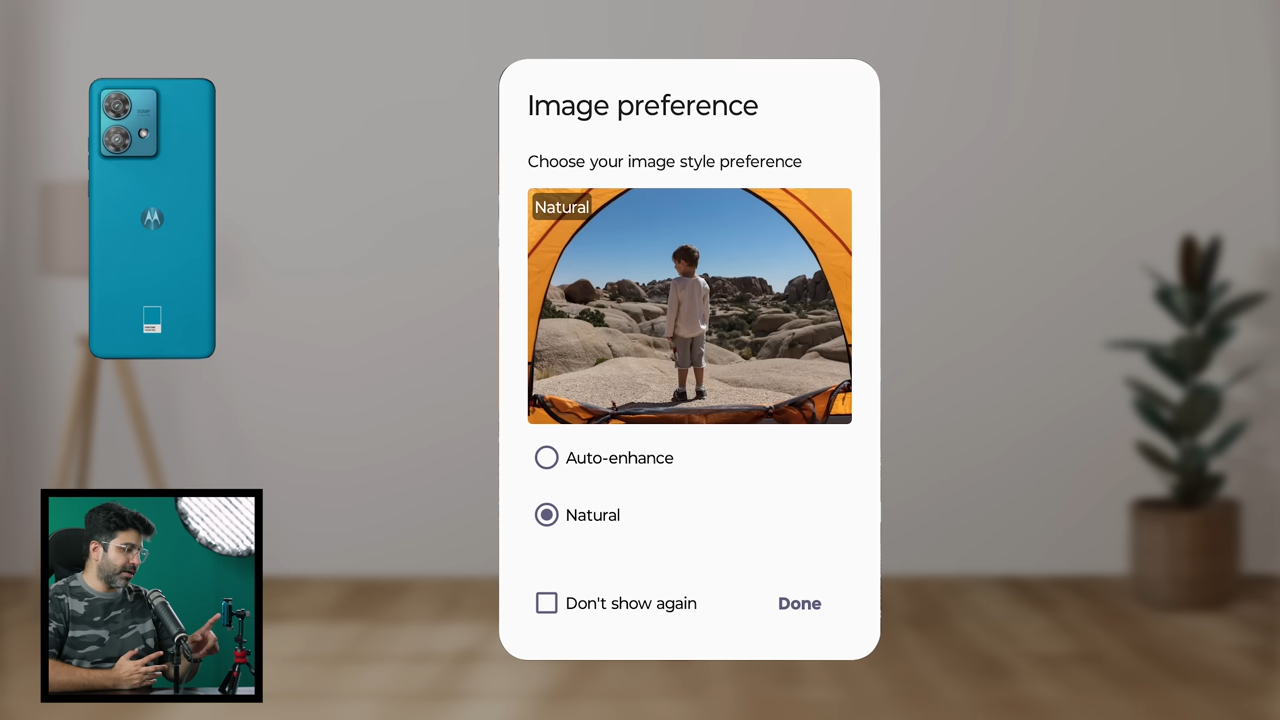 Image preference
Choose your image style preference
Natural
Auto-enhance
Natural
Don't show again
Done